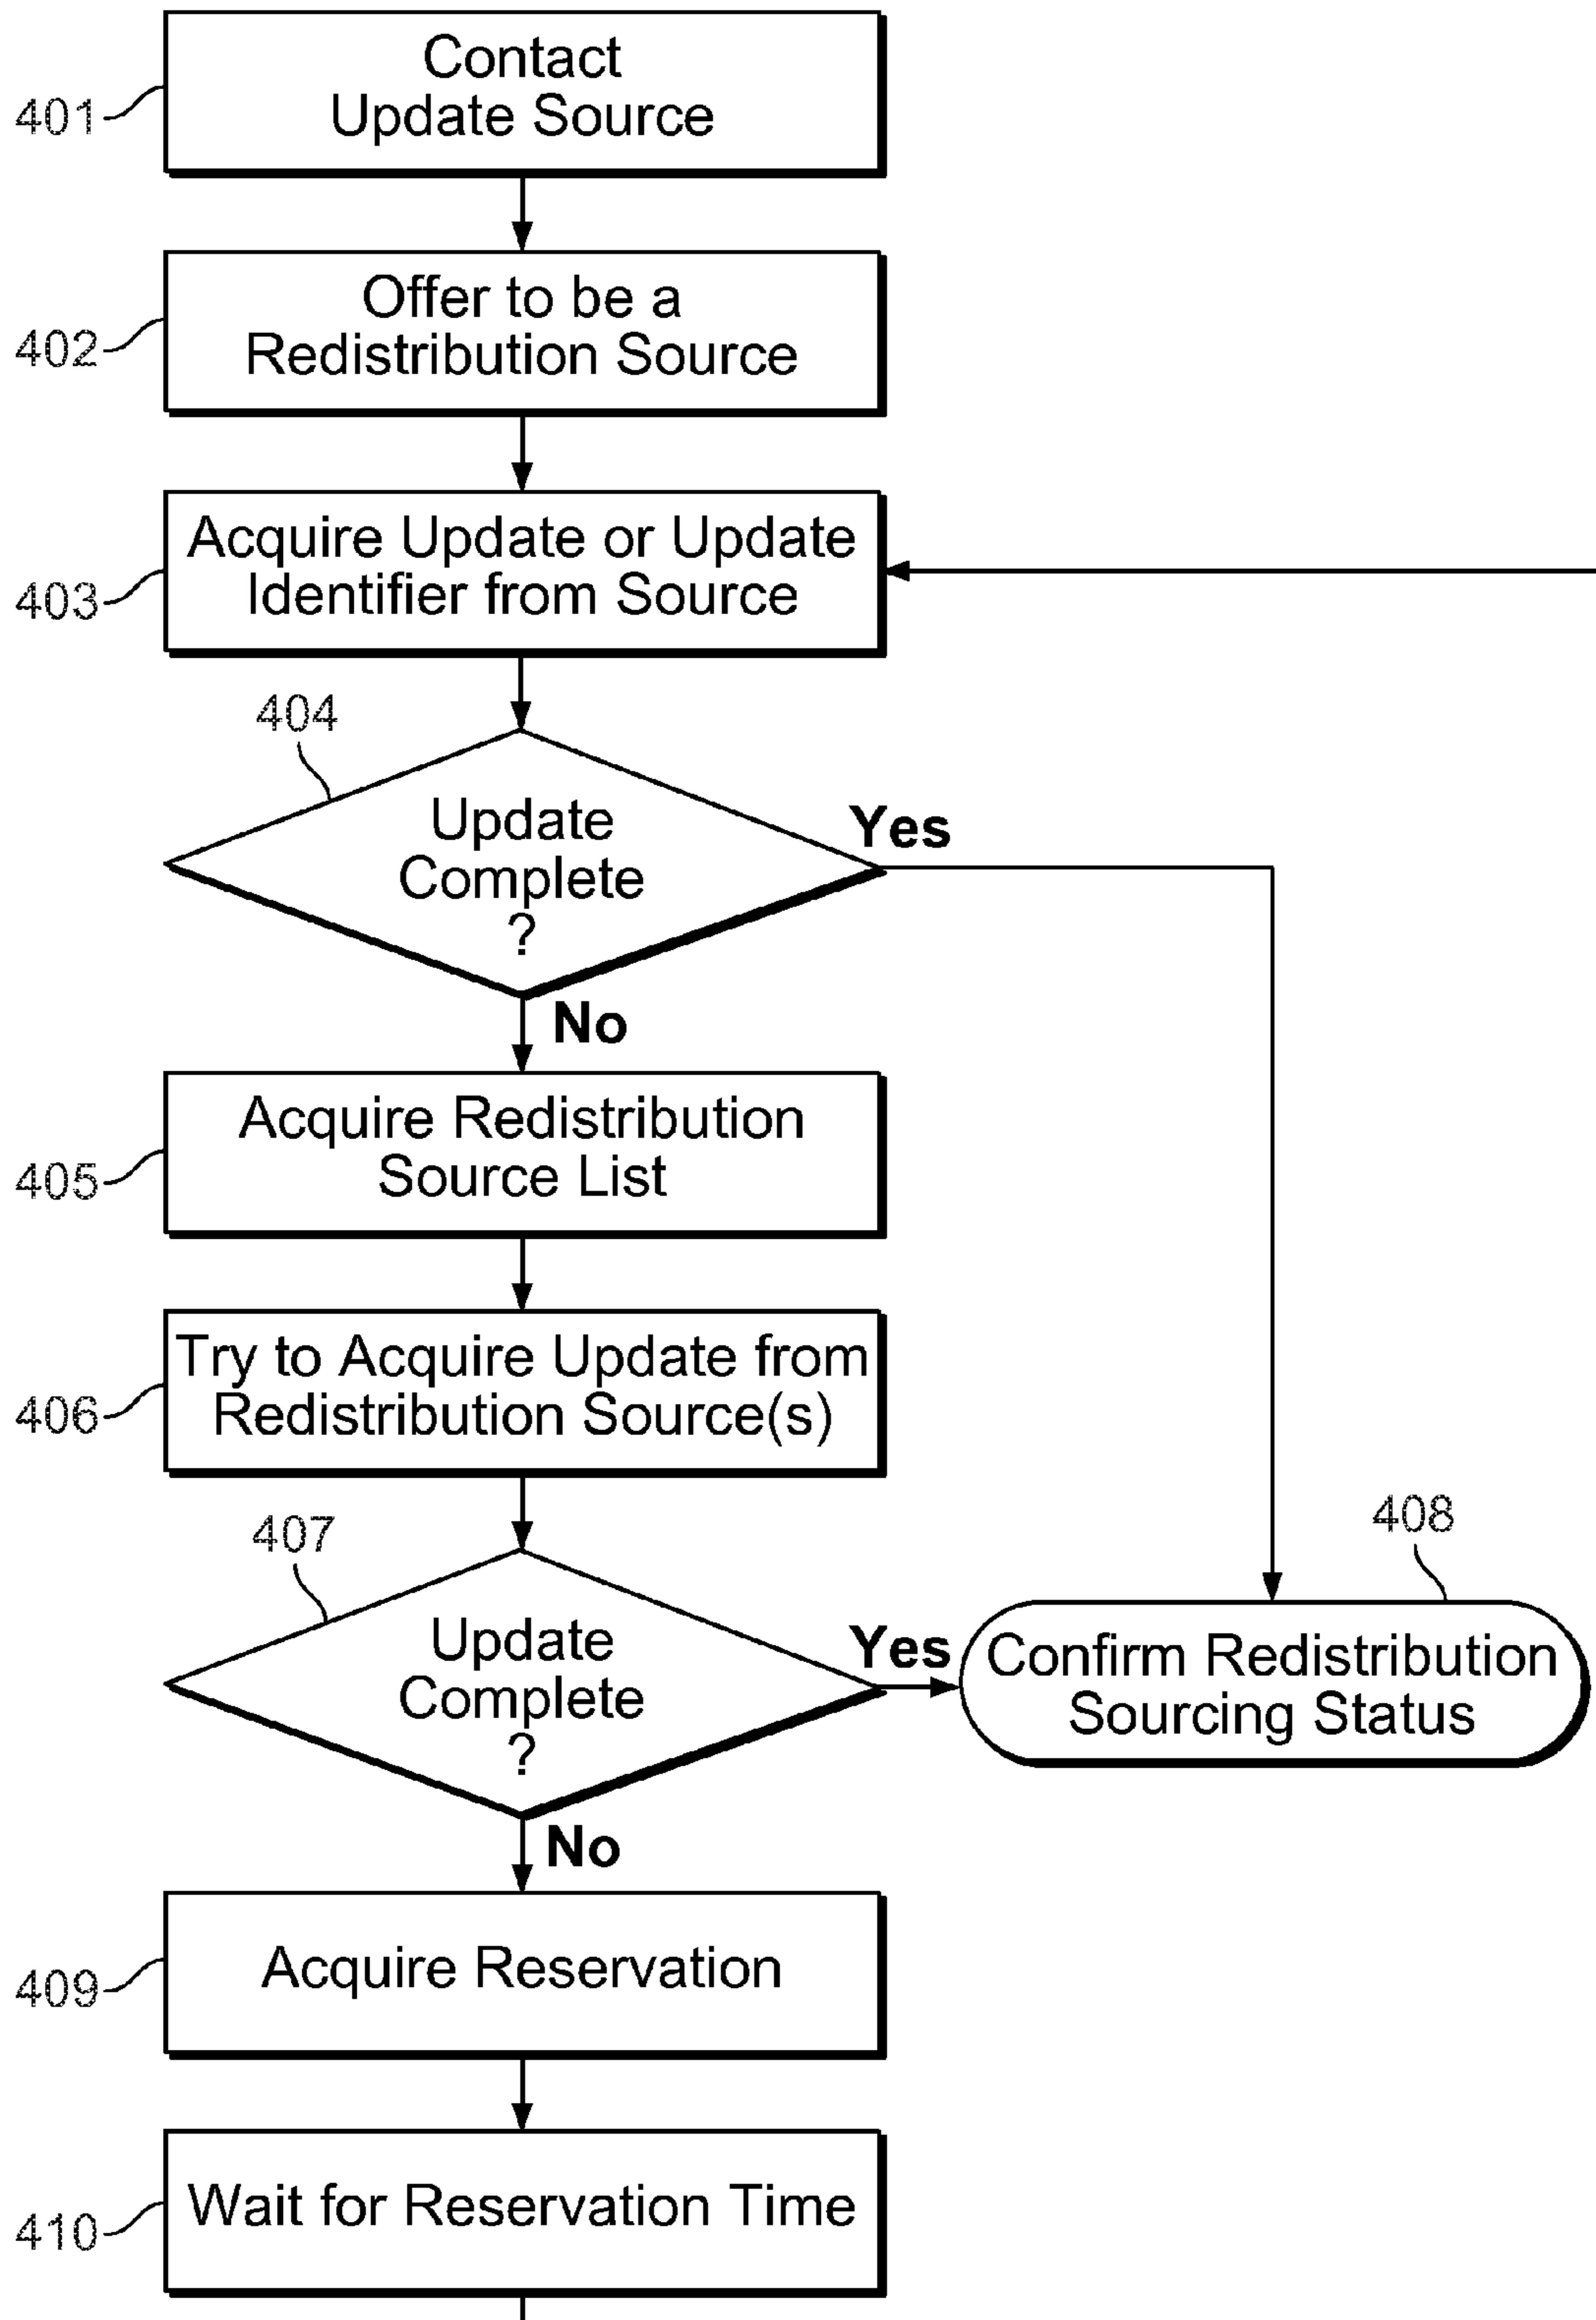 Contact
Update Source
401
Offer to be a
Redistribution Source
402
Acquire Update or Update
Identifier from Source
403
404
Update
Complete
?
Yes
No
Acquire Redistribution
Source List
405
Try to Acquire Update from
Redistribution Source(s)
406
407
Update
Complete
?
Yes
408
Confirm Redistribution
Sourcing Status
No
Acquire Reservation
409
Wait for Reservation Time
410